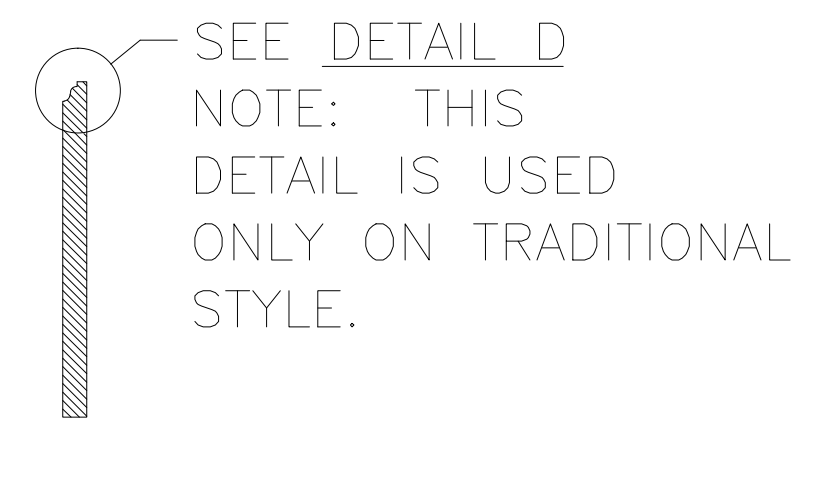 SEE DETAIL D
NOTE: THIS
DETAIL IS USED
ONLY ON TRADITIONAL
STYLE.